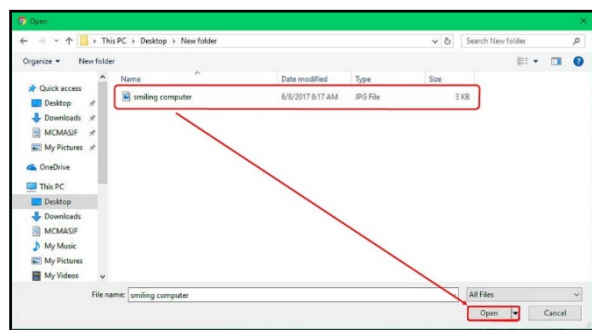 Open
This PC > Desktop > New folder
Search New folder
Organize
New folder
Name
Date modified
Type
Size
Quick access
Desktop
Downloads
MCMASIF
My Pictures
OneDrive
This PC
Desktop
Downloads
MCMASIF
My Music
My Pictures
My Videos
smiling computer
6/8/2017 8:17 AM
JPG File
3 KB
File name:
smiling computer
All Files
Open
Cancel